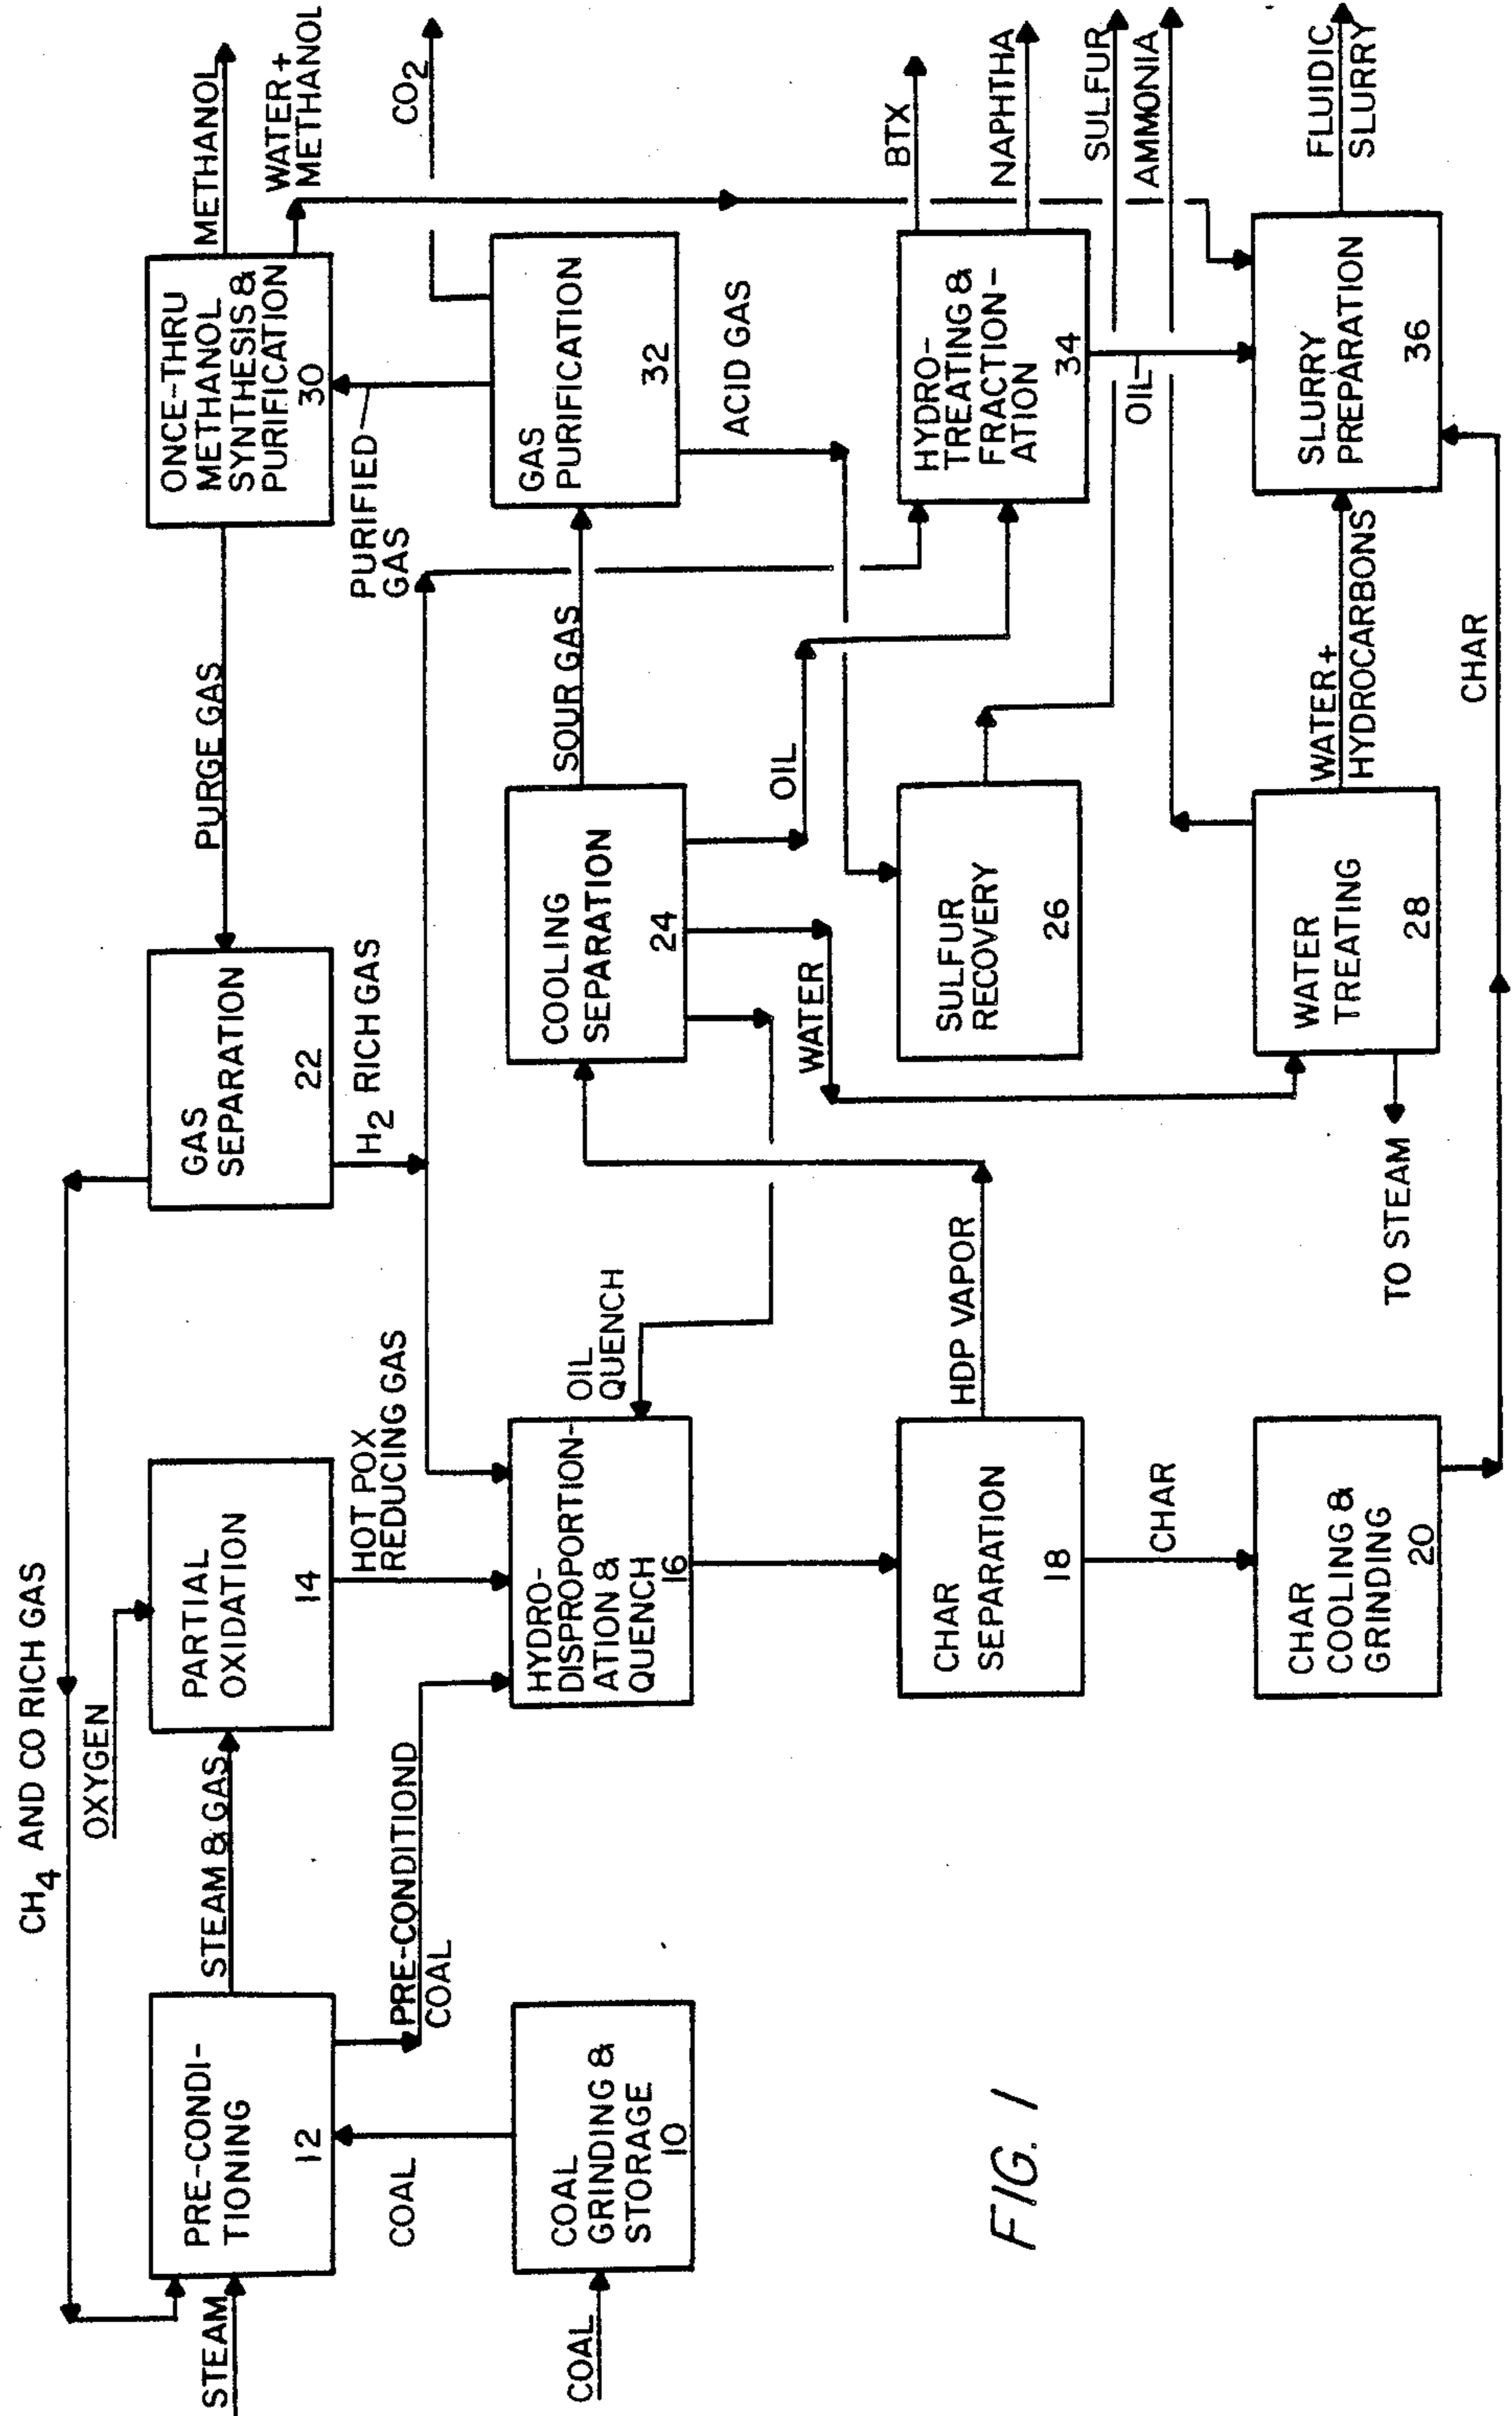 CH4 AND CO RICH GAS
STEAM
PRE-CONDI-
TIONING
12
STEAM & GAS
OXYGEN
PARTIAL
OXIDATION
14
GAS
SEPARATION
22
PURGE GAS
ONCE-THRU
METHANOL
SYNTHESIS &
PURIFICATION
30
METHANOL
WATER+
METHANOL
COAL
PRE-CONDITIOND
COAL
HOT POX
REDUCING GAS
H2 RICH GAS
PURIFIED
GAS
CO2
COAL
COAL
GRINDING &
STORAGE
10
HYDRO-
DISPROPORTION-
ATION &
QUENCH
16
OIL
QUENCH
COOLING
SEPARATION
24
SOUR GAS
GAS
PURIFICATION
32
ACID GAS
WATER
OIL
CHAR
SEPARATION
18
HDP VAPOR
SULFUR
RECOVERY
26
HYDRO-
TREATING &
FRACTION-
ATION
34
BTX
NAPHTHA
SULFUR
AMMONIA
OIL
CHAR
CHAR
COOLING &
GRINDING
20
TO STEAM
WATER
TREATING
28
WATER+
HYDROCARBONS
SLURRY
PREPARATION
36
FLUIDIC
SLURRY
CHAR
FIG. 1